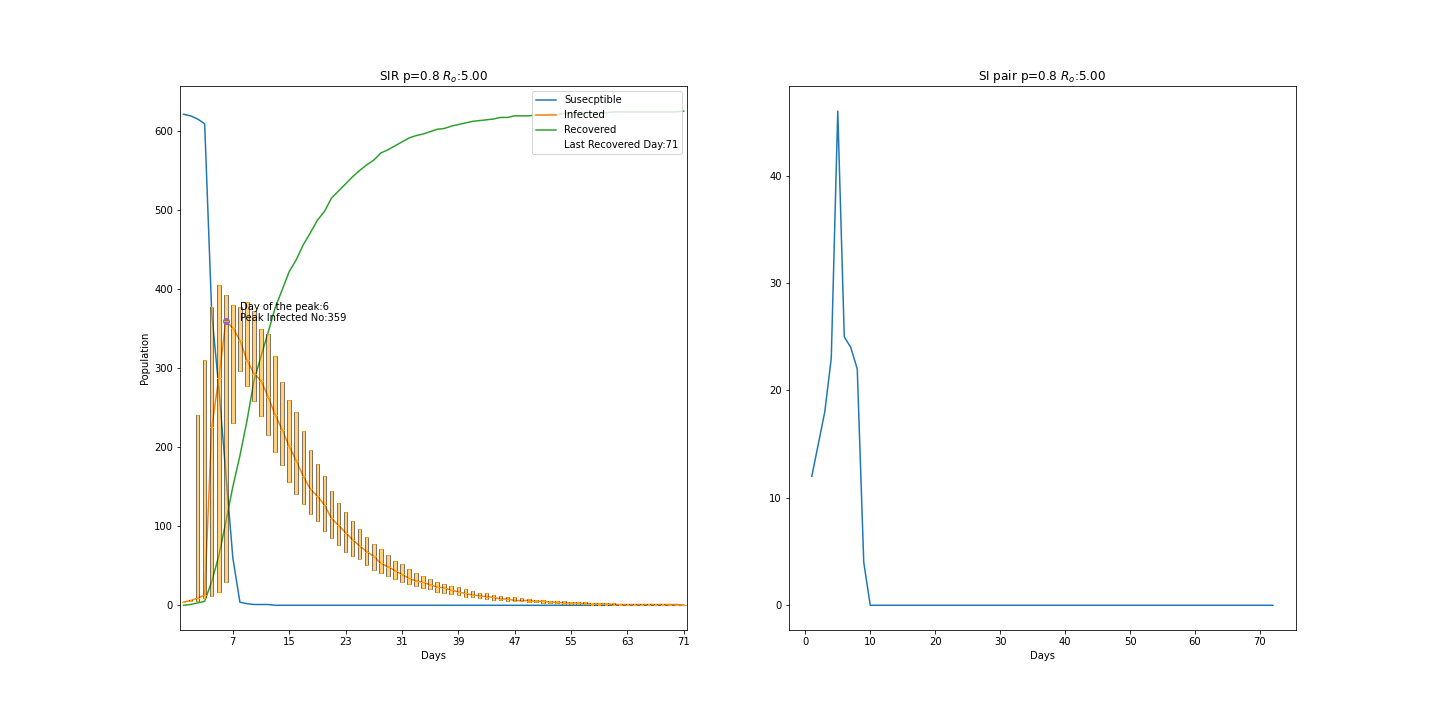 SIR p=0.8 Rₒ:5.00
Susecptible
Infected
Recovered
Last Recovered Day:71
Day of the peak:6
Peak Infected No:359
Population
600
500
400
300
200
100
0
7 15 23 31 39 47 55 63 71
Days
SI pair p=0.8 Rₒ:5.00
40
30
20
10
0
0 10 20 30 40 50 60 70
Days